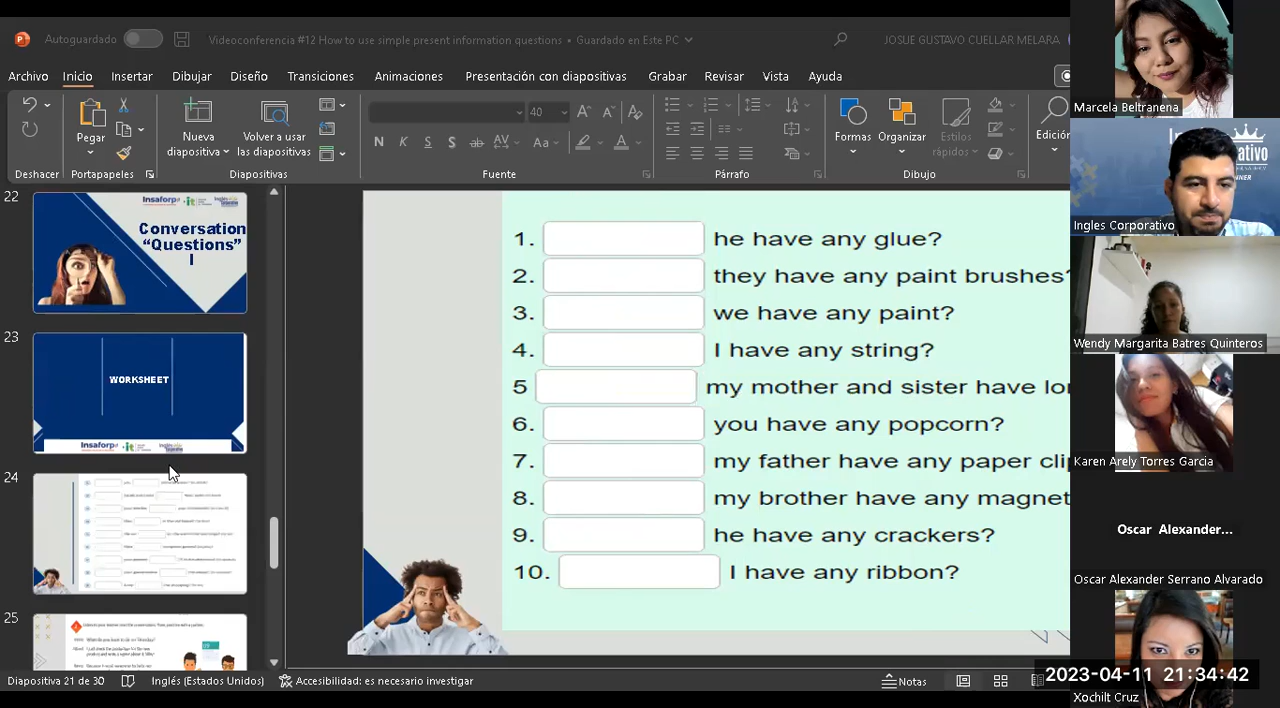 Autoguardado
Videoconferencia #12 How to use simple present information questions • Guardado en Este PC
JOSUE GUSTAVO CUELLAR MELARA
Archivo Inicio Insertar Dibujar Diseño Transiciones Animaciones Presentación con diapositivas Grabar Revisar Vista Ayuda
Pegar
Nueva diapositiva
Volver a usar las diapositivas
40
N K S S ab AV Aa A
Formas Organizar Estilos rápidos Edición
Deshacer Portapapeles Diapositivas Fuente Párrafo Dibujo
22
Insaforp
Conversation
“Questions”
I
23
WORKSHEET
Insaforp
24
25
1. he have any glue?
2. they have any paint brushes?
3. we have any paint?
4. I have any string?
5 my mother and sister have lo
6. you have any popcorn?
7. my father have any paper cli
8. my brother have any magnet
9. he have any crackers?
10. I have any ribbon?
Marcela Beltranena
Ingles Corporativo
Wendy Margarita Batres Quinteros
Karen Arely Torres Garcia
Oscar Alexander...
Oscar Alexander Serrano Alvarado
2023-04-11 21:34:42
Xochilt Cruz
Diapositiva 21 de 30 Inglés (Estados Unidos) Accesibilidad: es necesario investigar Notas